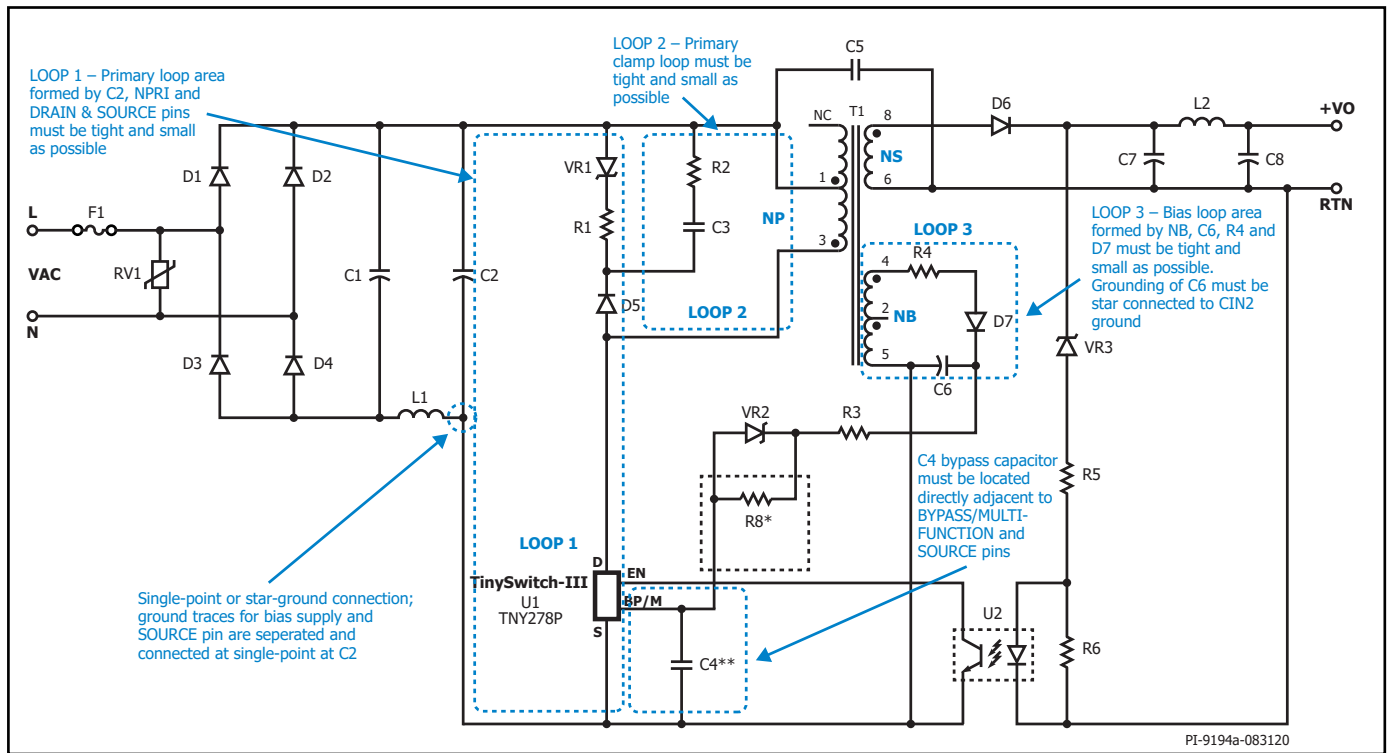 LOOP 1 – Primary loop area
formed by C2, NPRI and
DRAIN & SOURCE pins
must be tight and small
as possible
LOOP 2 – Primary
clamp loop must be
tight and small as
possible
C5
NC
T1
8
D6
L2
+VO
NS
C7
C8
6
RTN
D1
D2
VR1
R2
1
R1
C3
NP
3
L
F1
VAC
RV1
N
C1
C2
D5
LOOP 2
LOOP 3
4
R4
2
NB
D7
5
C6
LOOP 3 – Bias loop area
formed by NB, C6, R4 and
D7 must be tight and
small as possible.
Grounding of C6 must be
star connected to CIN2
ground
D3
D4
L1
VR3
VR2
R3
R8*
C4 bypass capacitor
must be located
directly adjacent to
BYPASS/MULTI-
FUNCTION and
SOURCE pins
R5
LOOP 1
D
TinySwitch-III
EN
U1
BP/M
TNY278P
S
C4**
U2
R6
Single-point or star-ground connection;
ground traces for bias supply and
SOURCE pin are seperated and
connected at single-point at C2
PI-9194a-083120